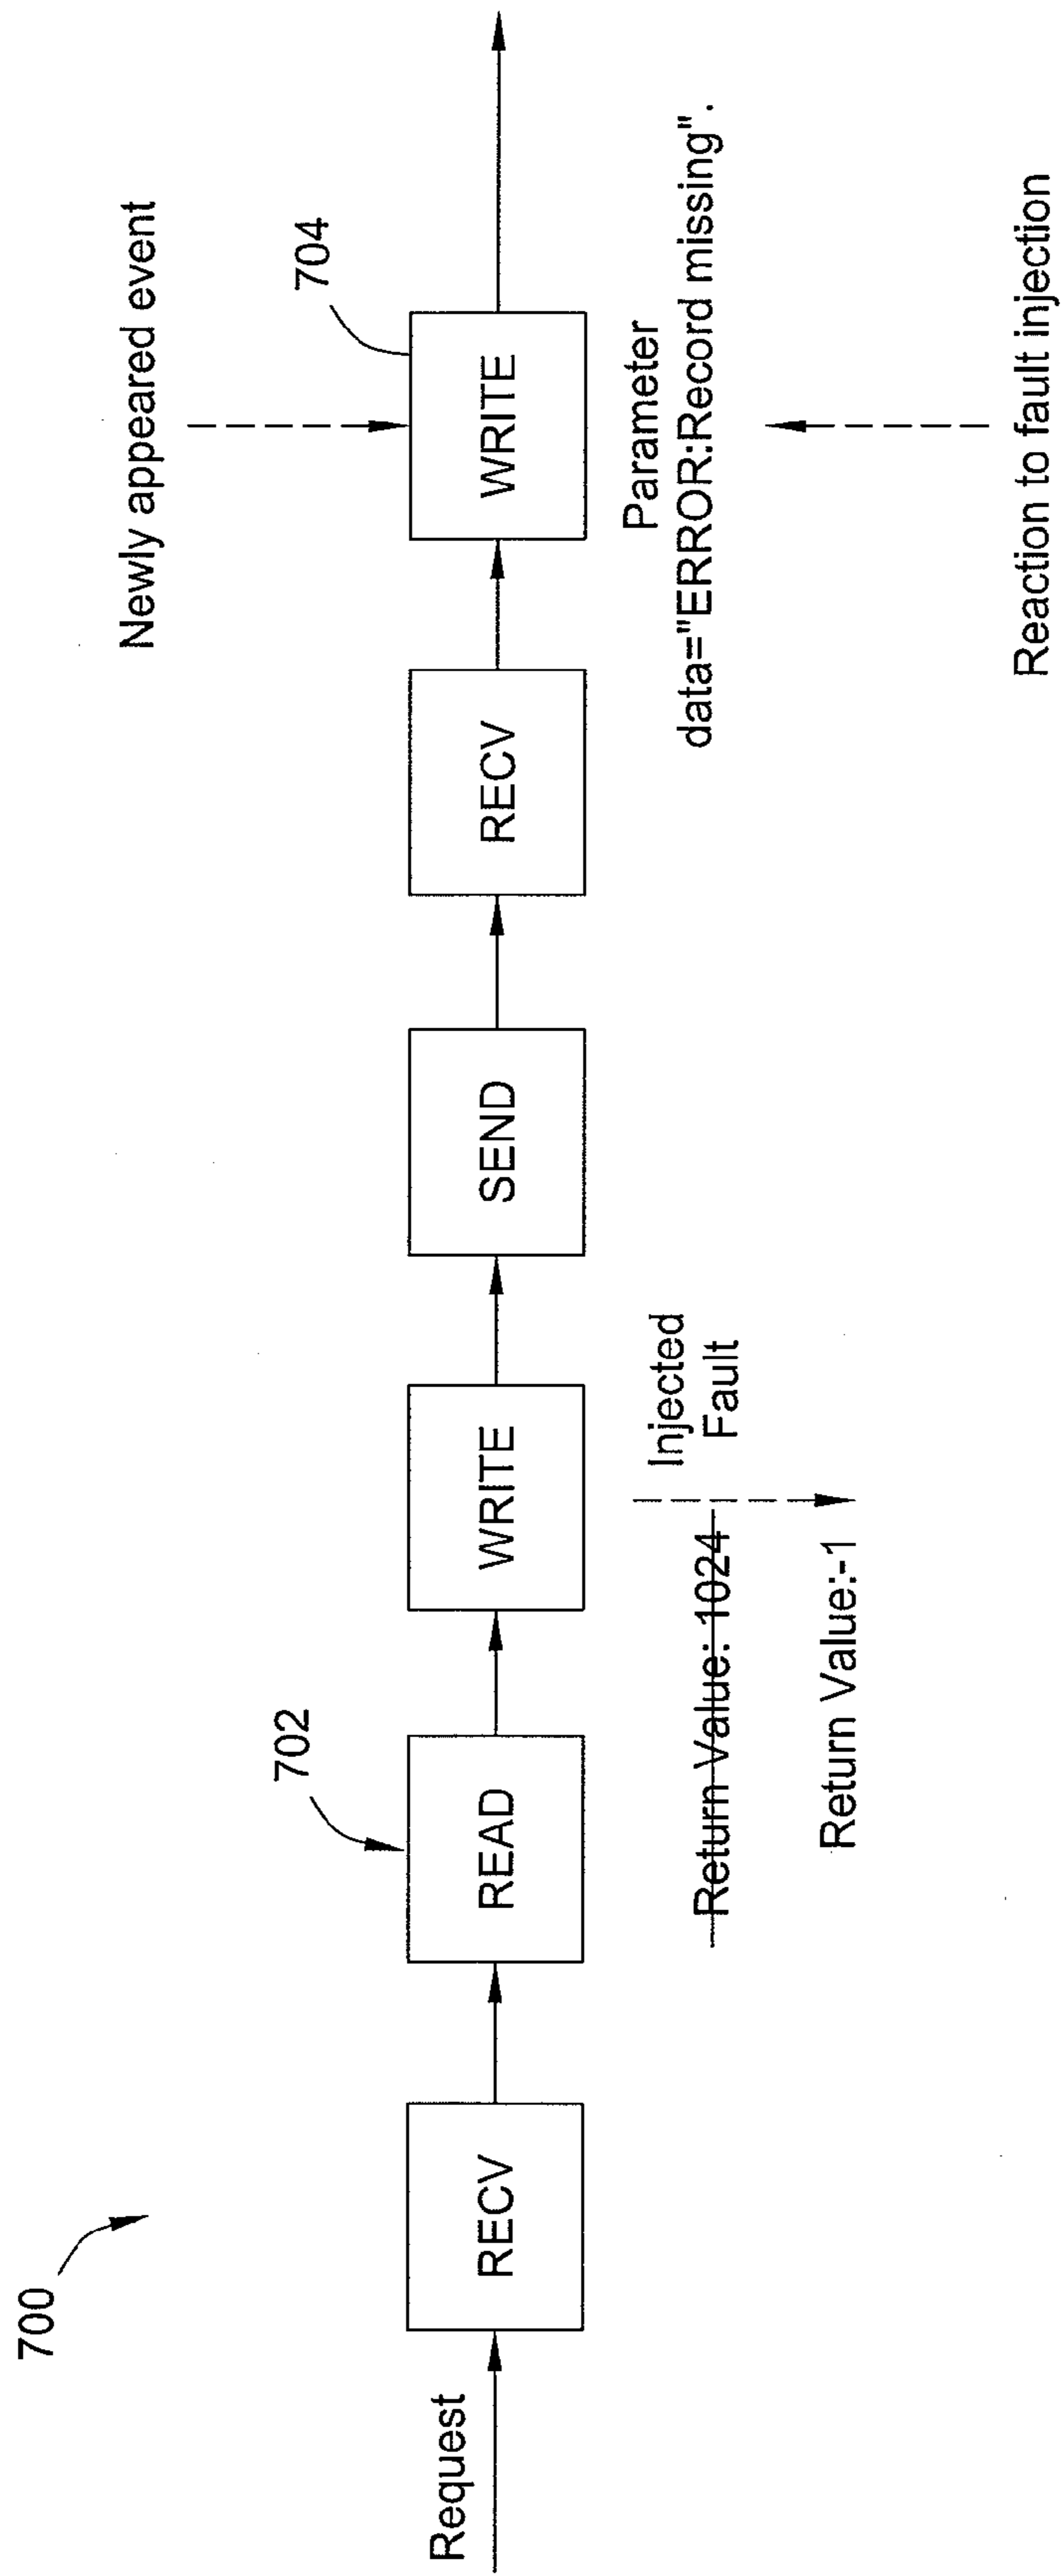 700
Newly appeared event
702
704
Request
RECV
READ
WRITE
SEND
RECV
WRITE
Return Value: 1024
Return Value:-1
Injected
Fault
Parameter
data="ERROR:Record missing".
Reaction to fault injection